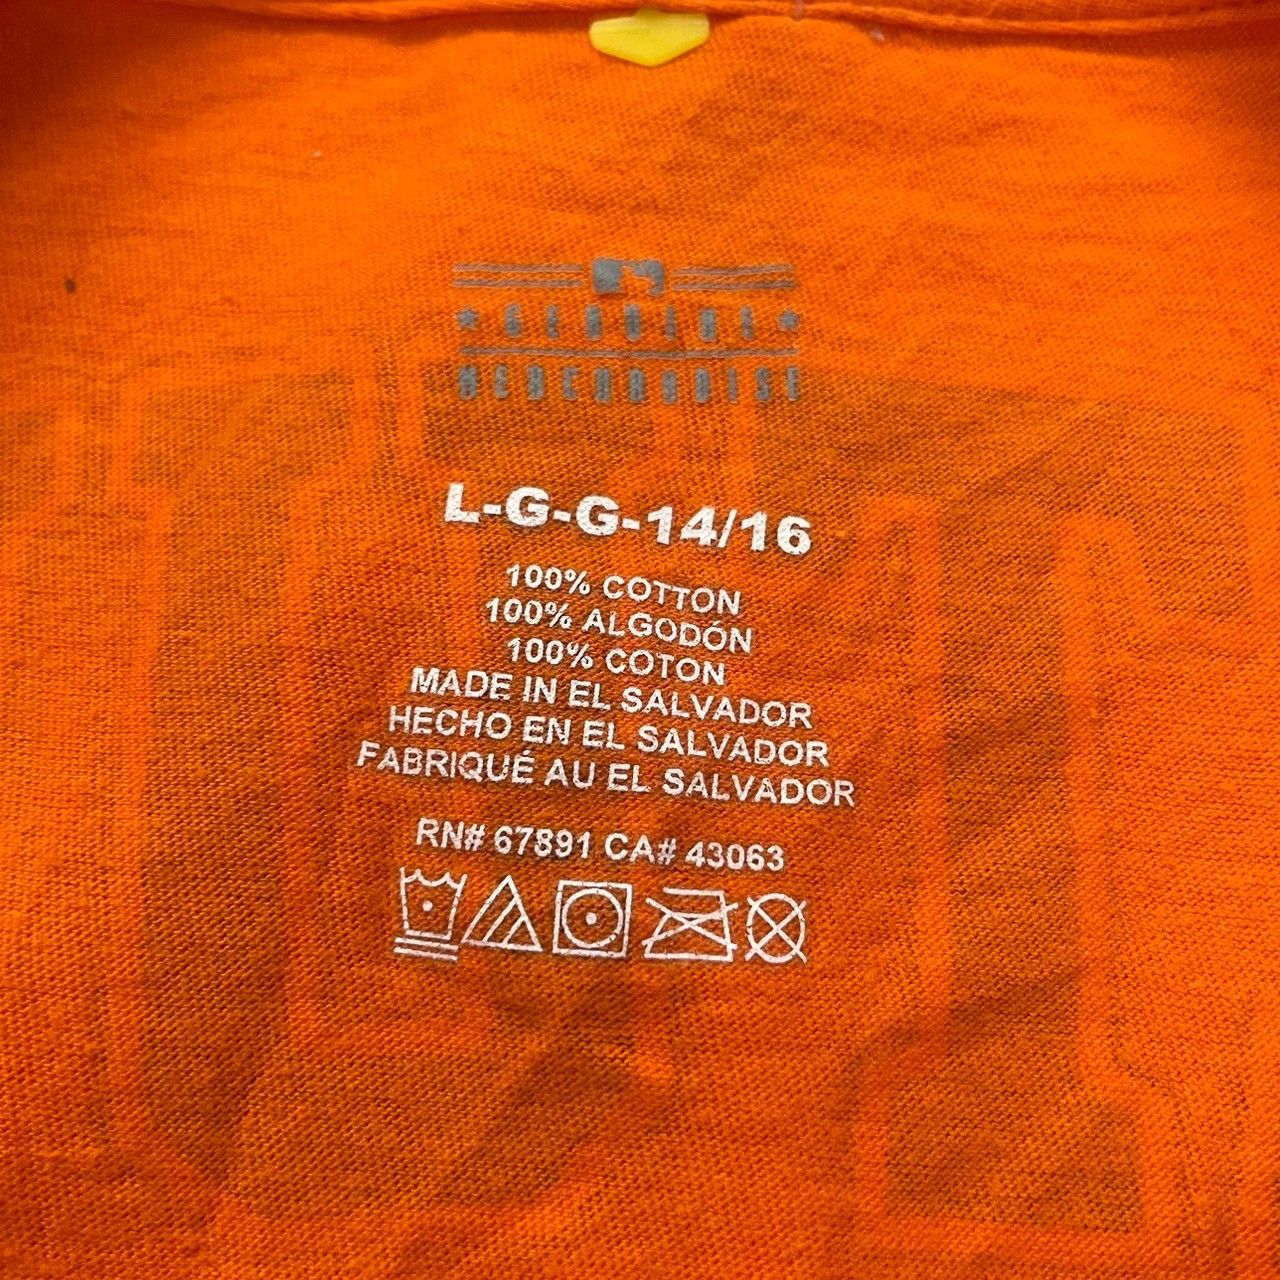 GENUINE
MERCHANDISE
L-G-G-14/16
100% COTTON
100% ALGODÓN
100% COTON
MADE IN EL SALVADOR
HECHO EN EL SALVADOR
FABRIQUÉ AU EL SALVADOR
RN# 67891 CA# 43063